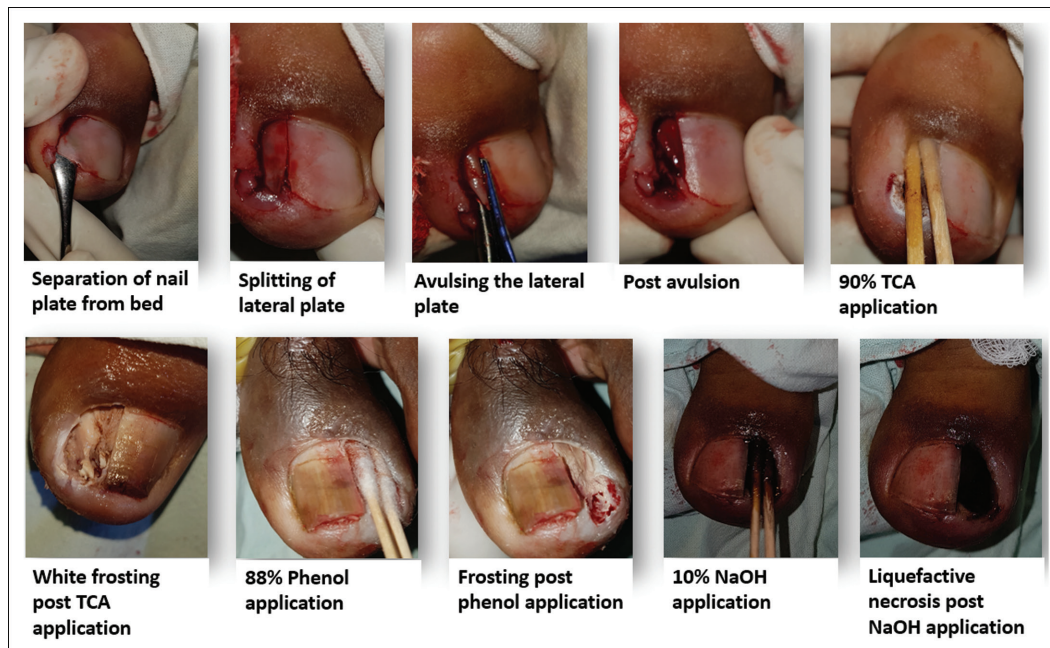 Separation of nail
plate from bed
Splitting of
lateral plate
Avulsing the lateral
plate
Post avulsion
90% TCA
application
White frosting
post TCA
application
88% Phenol
application
Frosting post
phenol application
10% NaOH
application
Liquefactive
necrosis post
NaOH application